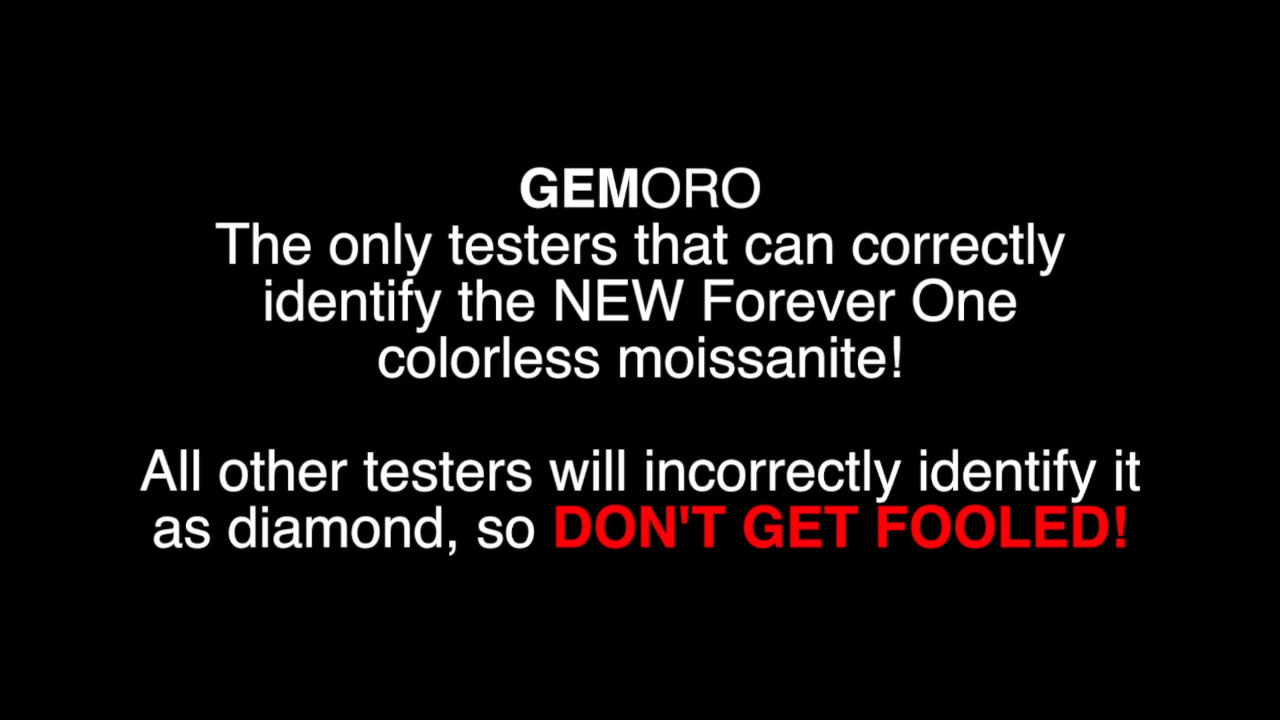 GEMORO
The only testers that can correctly
identify the NEW Forever One
colorless moissanite!
All other testers will incorrectly identify it
as diamond, so DON'T GET FOOLED!